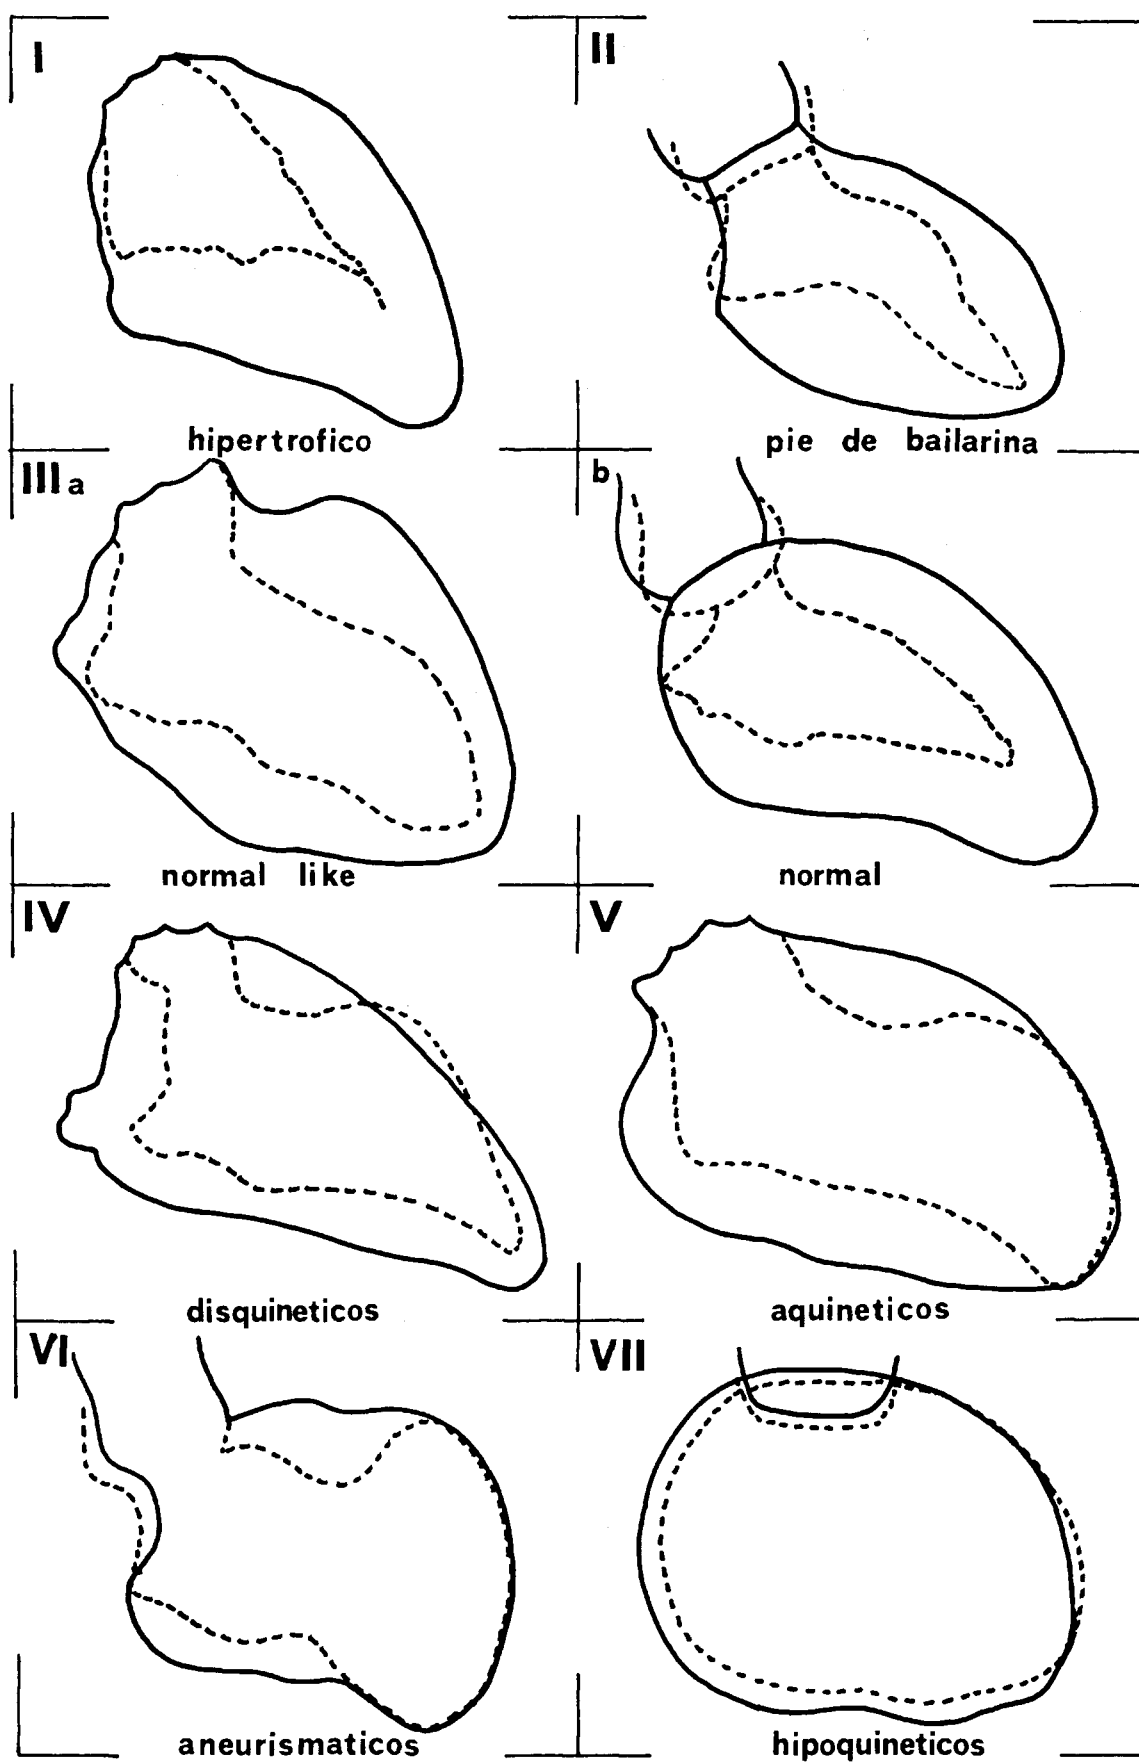 I
II
hipertrofico
pie de bailarina
III a
b
normal like
normal
IV
V
disquineticos
aquineticos
VI
VII
aneurismaticos
hipoquineticos